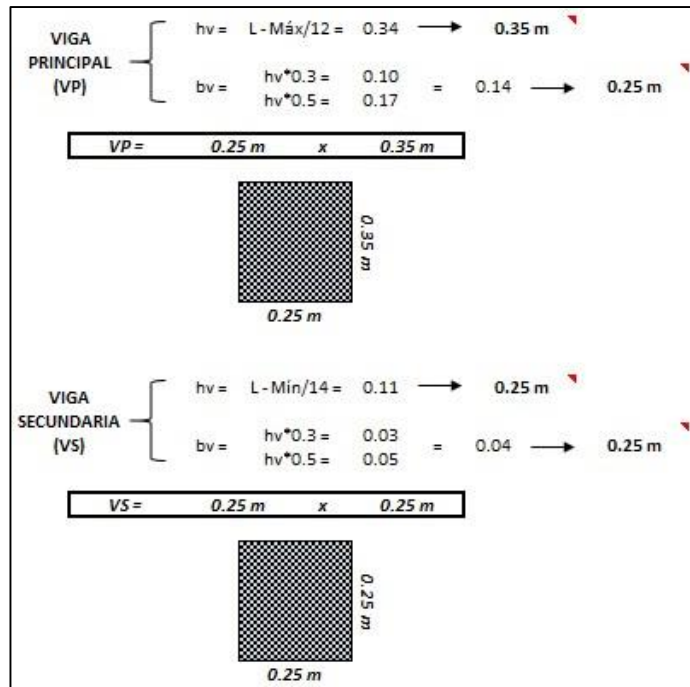 hv = L - Máx/12 = 0.34 → 0.35 m
VIGA
PRINCIPAL
(VP)
bv = hv*0.3 = 0.10
hv*0.5 = 0.17
= 0.14 → 0.25 m
VP = 0.25 m x 0.35 m
0.35 m
0.25 m
hv = L - Mín/14 = 0.11 → 0.25 m
VIGA
SECUNDARIA
(VS)
bv = hv*0.3 = 0.03
hv*0.5 = 0.05
= 0.04 → 0.25 m
VS = 0.25 m x 0.25 m
0.25 m
0.25 m